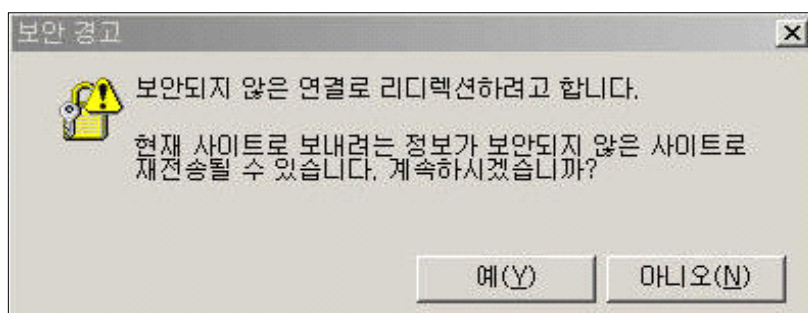 보안 경고
보안되지 않은 연결로 리디렉션하려고 합니다.
현재 사이트로 보내려는 정보가 보안되지 않은 사이트로
재전송될 수 있습니다. 계속하시겠습니까?
예(Y) 아니오(N)